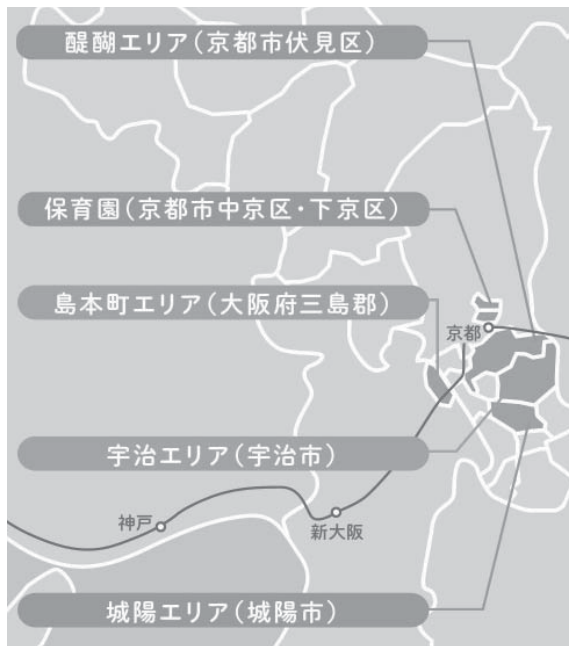 醍醐エリア(京都市伏見区)
保育園(京都市中京区・下京区)
島本町エリア(大阪府三島郡)
京都
宇治エリア(宇治市)
神戸
新大阪
城陽エリア(城陽市)